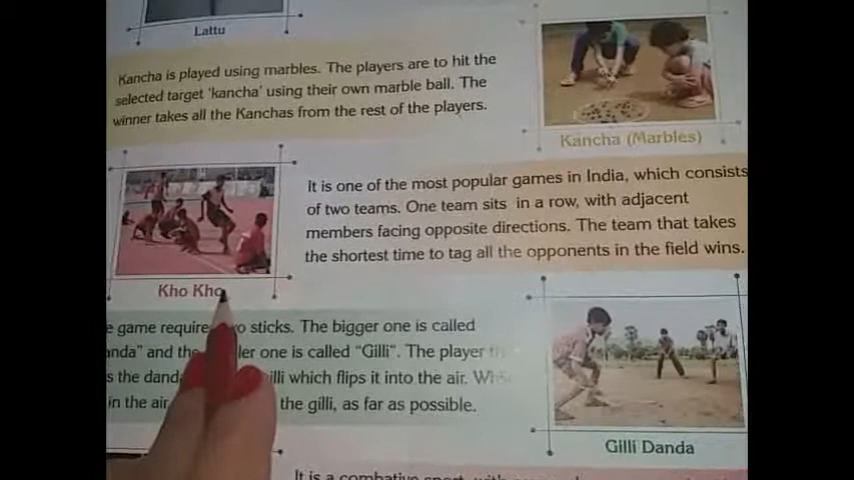 Lattu
Kancha is played using marbles. The players are to hit the
selected target 'kancha' using their own marble ball. The
winner takes all the Kanchas from the rest of the players.
Kancha (Marbles)
It is one of the most popular games in India, which consists
of two teams. One team sits in a row, with adjacent
members facing opposite directions. The team that takes
the shortest time to tag all the opponents in the field wins.
Kho Kho
game require sticks. The bigger one is called
and the one is called "Gilli". The player
the which flips it into the air.
in the air the gilli, as far as possible.
Gilli Danda
It is a combative sport, with